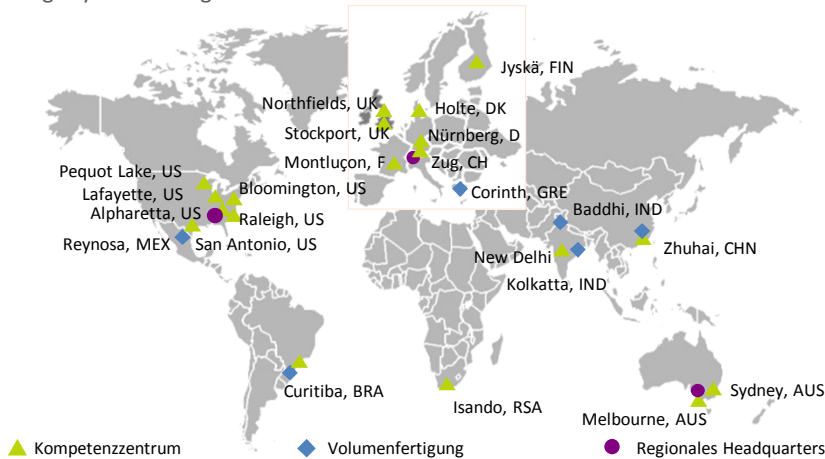 Jyskä, FIN
Northfields, UK
Holte, DK
Stockport, UK
Nürnberg, D
Montluçon, F
Zug, CH
Pequot Lake, US
Bloomington, US
Lafayette, US
Corinth, GRE
Alpharetta, US
Raleigh, US
Baddhi, IND
Reynosa, MEX
San Antonio, US
New Delhi
Zhuhai, CHN
Kolkatta, IND
Curitiba, BRA
Isando, RSA
Sydney, AUS
Melbourne, AUS
Kompetenzzentrum
Volumenfertigung
Regionales Headquarters